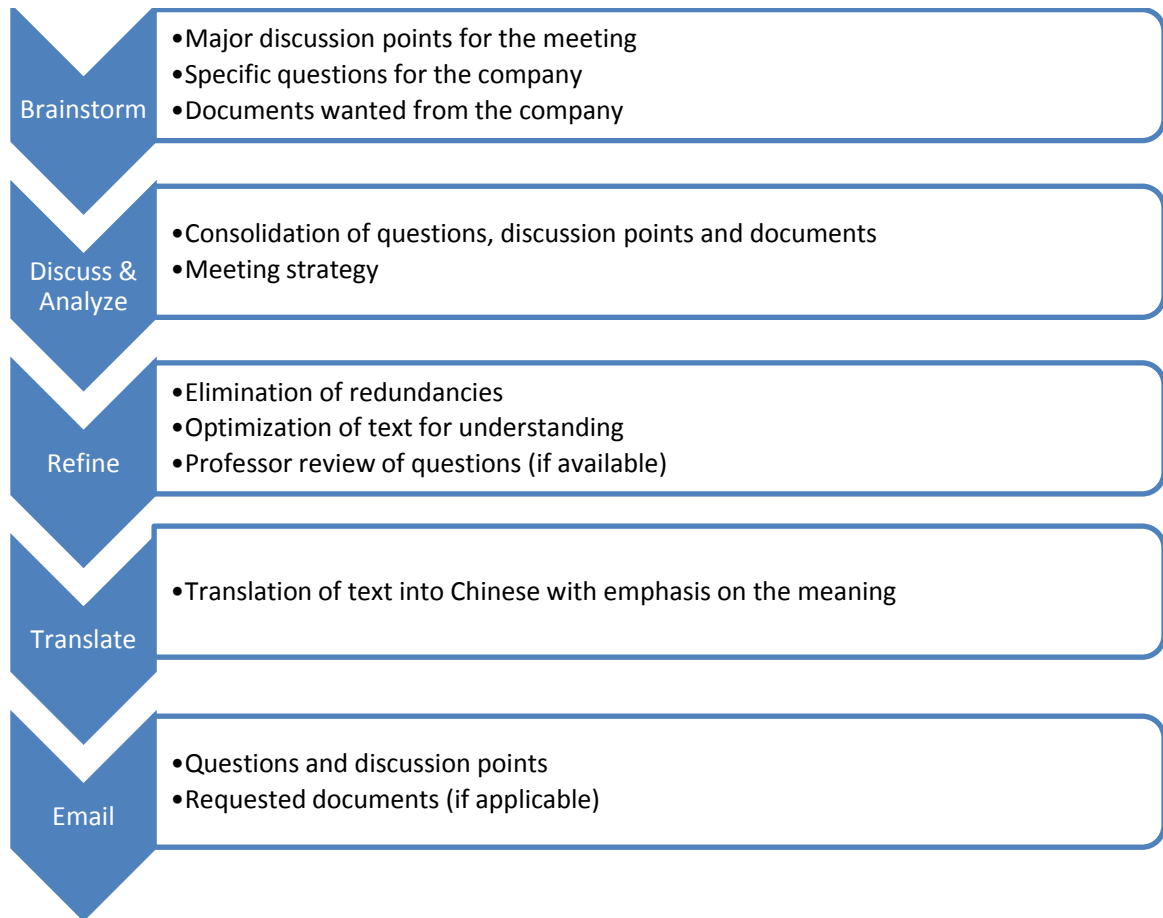 Brainstorm
•Major discussion points for the meeting
•Specific questions for the company
•Documents wanted from the company
Discuss &
Analyze
•Consolidation of questions, discussion points and documents
•Meeting strategy
Refine
•Elimination of redundancies
•Optimization of text for understanding
•Professor review of questions (if available)
Translate
•Translation of text into Chinese with emphasis on the meaning
Email
•Questions and discussion points
•Requested documents (if applicable)